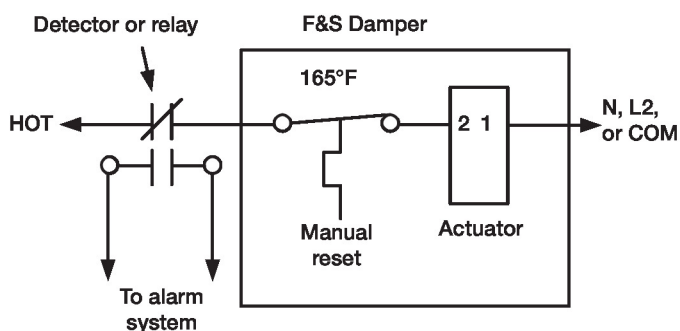 Detector or relay
F&S Damper
165°F
HOT
2 1
N, L2,
or COM
Manual
reset
Actuator
To alarm
system